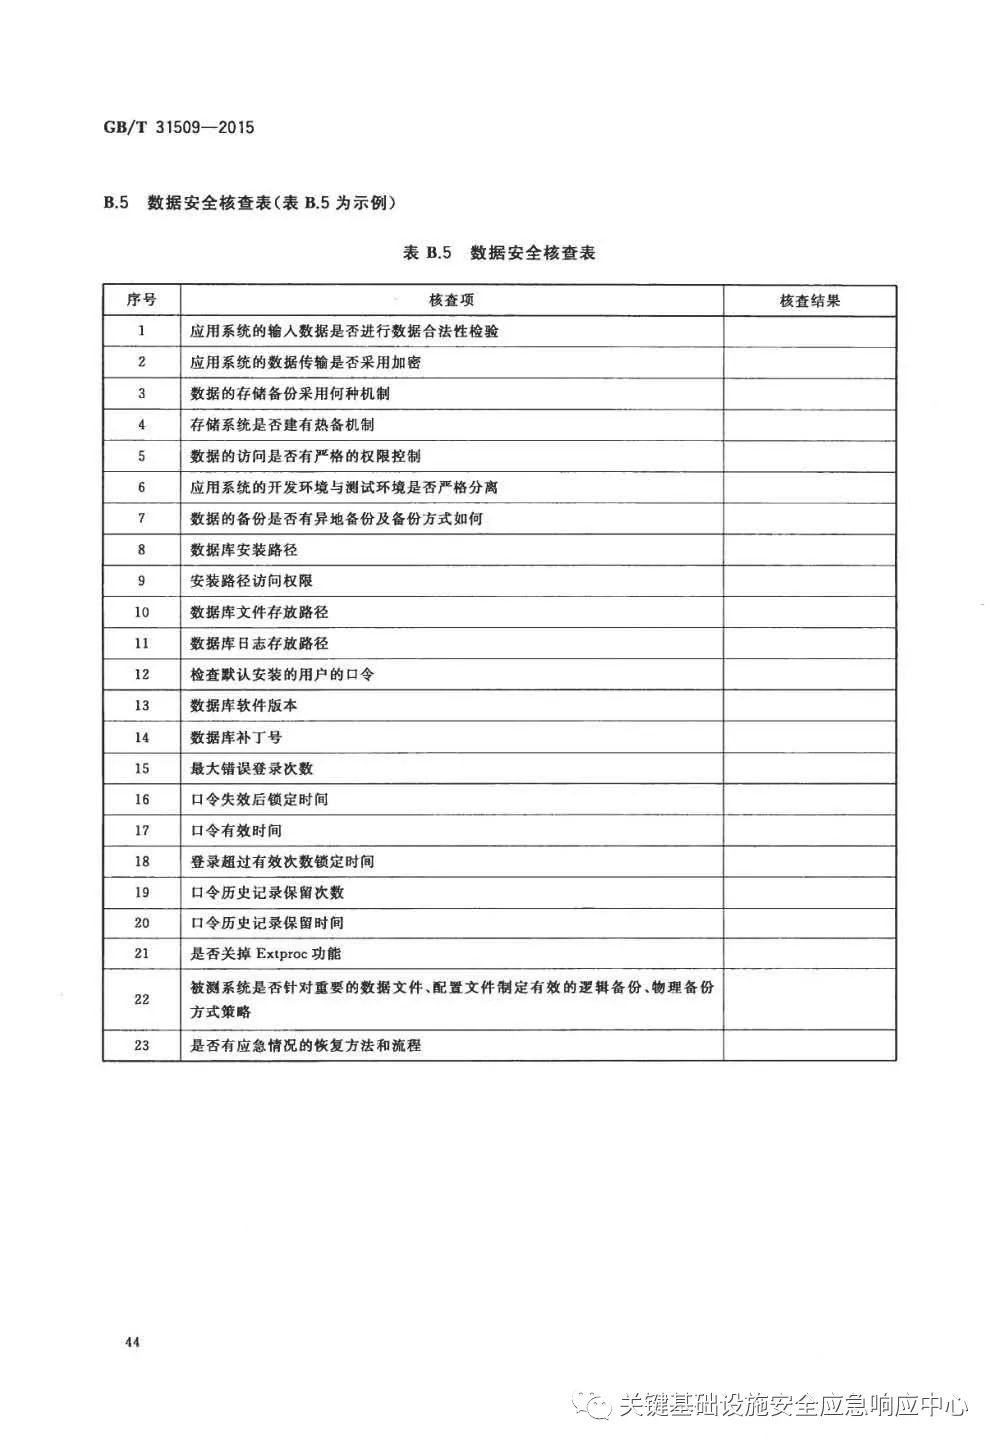 GB/T 31509—2015
B.5 数据安全核查表(表 B.5 为示例)
表 B.5 数据安全核查表
序号 核查项 核查结果
1 应用系统的输入数据是否进行数据合法性检验
2 应用系统的数据传输是否采用加密
3 数据的存储备份采用何种机制
4 存储系统是否建有热备机制
5 数据的访问是否有严格的权限控制
6 应用系统的开发环境与测试环境是否严格分离
7 数据的备份是否有异地备份及备份方式如何
8 数据库安装路径
9 安装路径访问权限
10 数据库文件存放路径
11 数据库日志存放路径
12 检查默认安装的用户的口令
13 数据库软件版本
14 数据库补丁号
15 最大错误登录次数
16 口令失效后锁定时间
17 口令有效时间
18 登录超过有效次数锁定时间
19 口令历史记录保留次数
20 口令历史记录保留时间
21 是否关掉 Extproc 功能
22 被测系统是否针对重要的数据文件、配置文件制定有效的逻辑备份、物理备份
方式策略
23 是否有应急情况的恢复方法和流程
44
关键基础设施安全应急响应中心